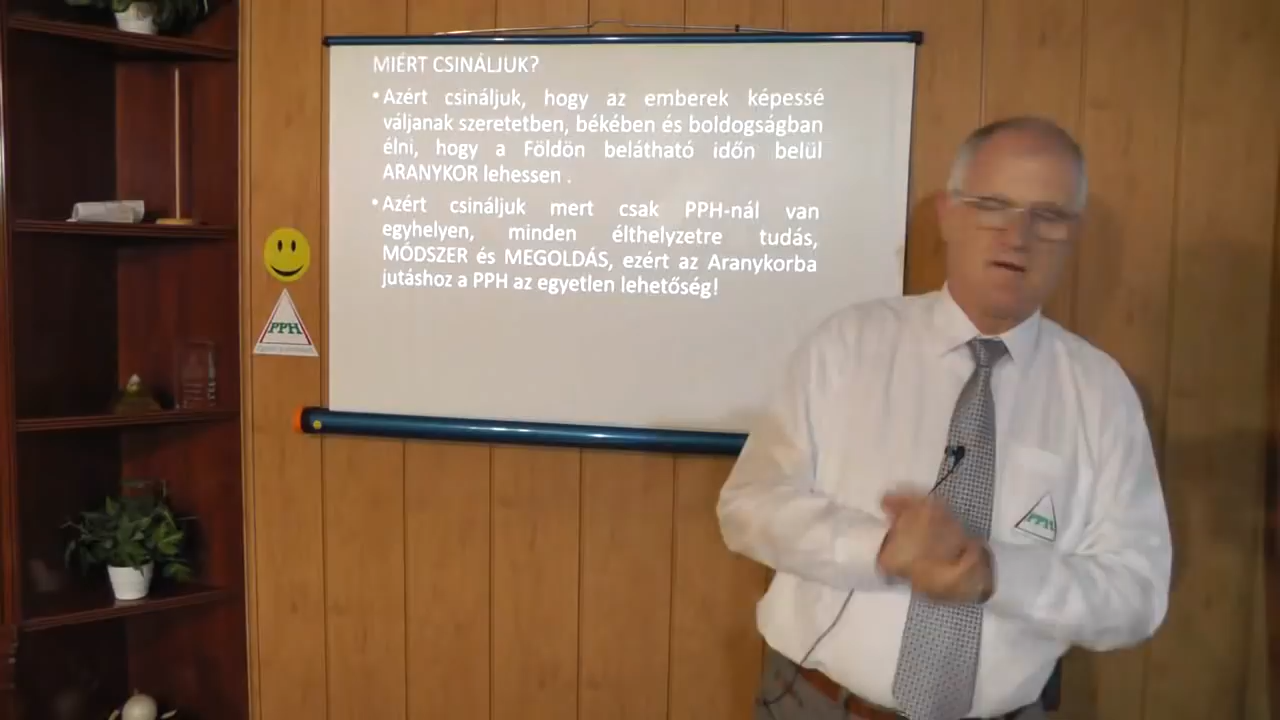 MIÉRT CSINÁLJUK?
• Azért csináljuk, hogy az emberek képessé
váljanak szeretetben, békében és boldogságban
élni, hogy a Földön belátható időn belül
ARANYKOR lehessen .
• Azért csináljuk mert csak PPH-nál van
egyhelyen, minden élthelyzetre tudás,
MÓDSZER és MEGOLDÁS, ezért az Aranykorba
jutáshoz a PPH az egyetlen lehetőség!
PPH
PPH